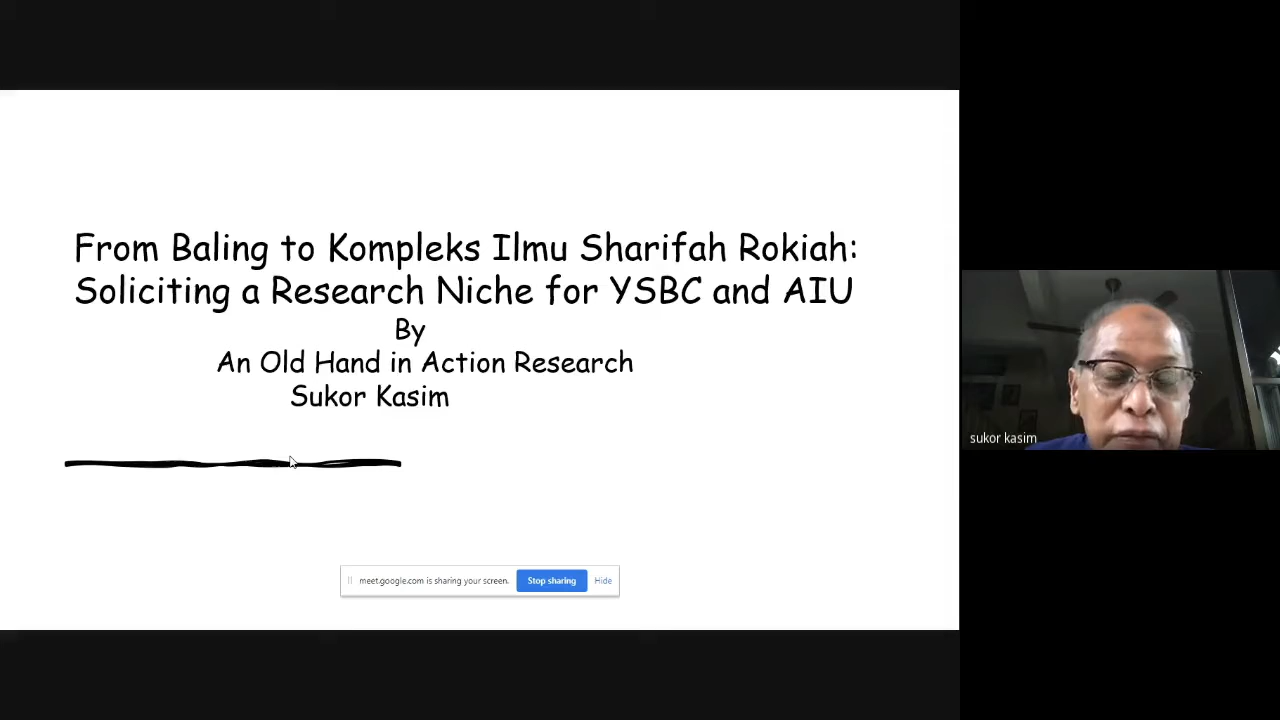 From Baling to Kompleks Ilmu Sharifah Rokiah:
Soliciting a Research Niche for YSBC and AIU
By
An Old Hand in Action Research
Sukor Kasim
meet.google.com is sharing your screen. Stop sharing Hide
sukor kasim